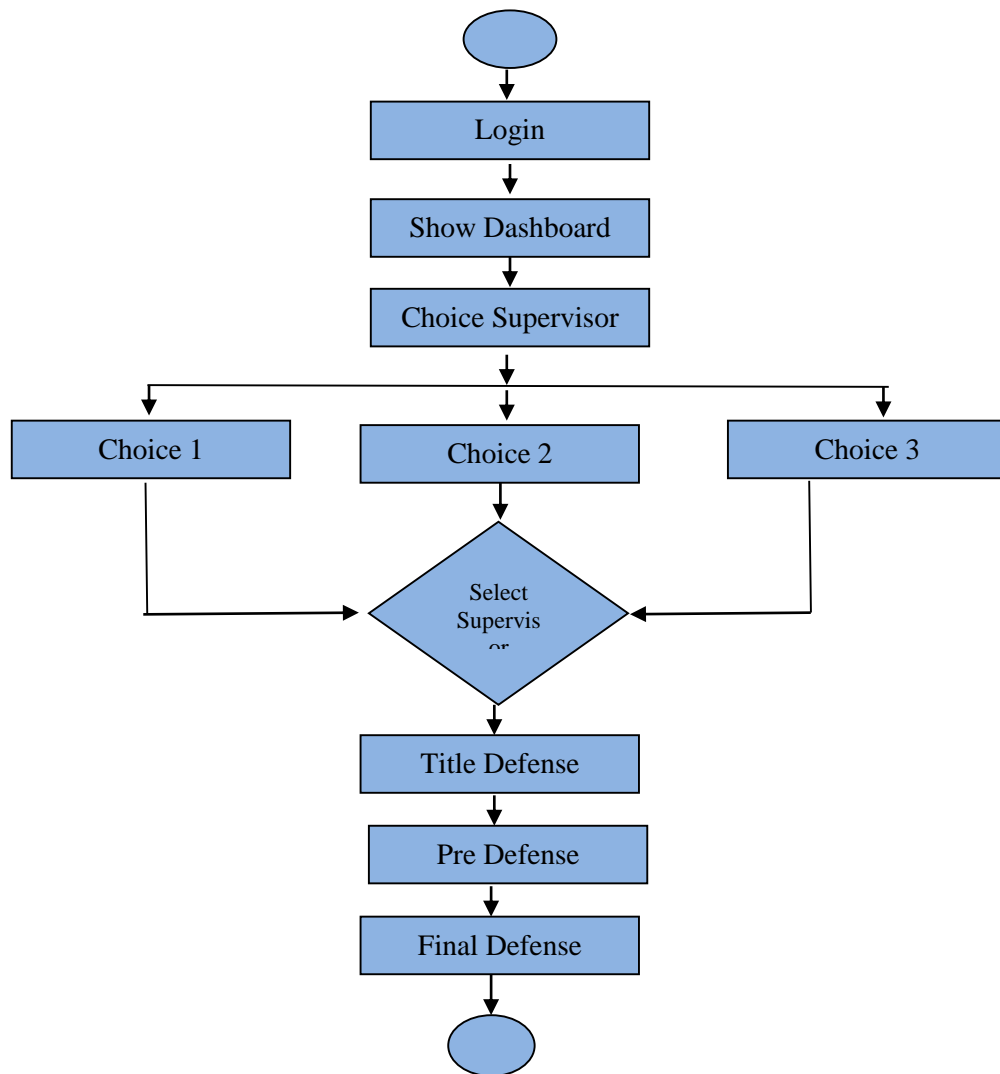 Login
Show Dashboard
Choice Supervisor
Choice 1
Choice 2
Choice 3
Select
Supervis
or
Title Defense
Pre Defense
Final Defense